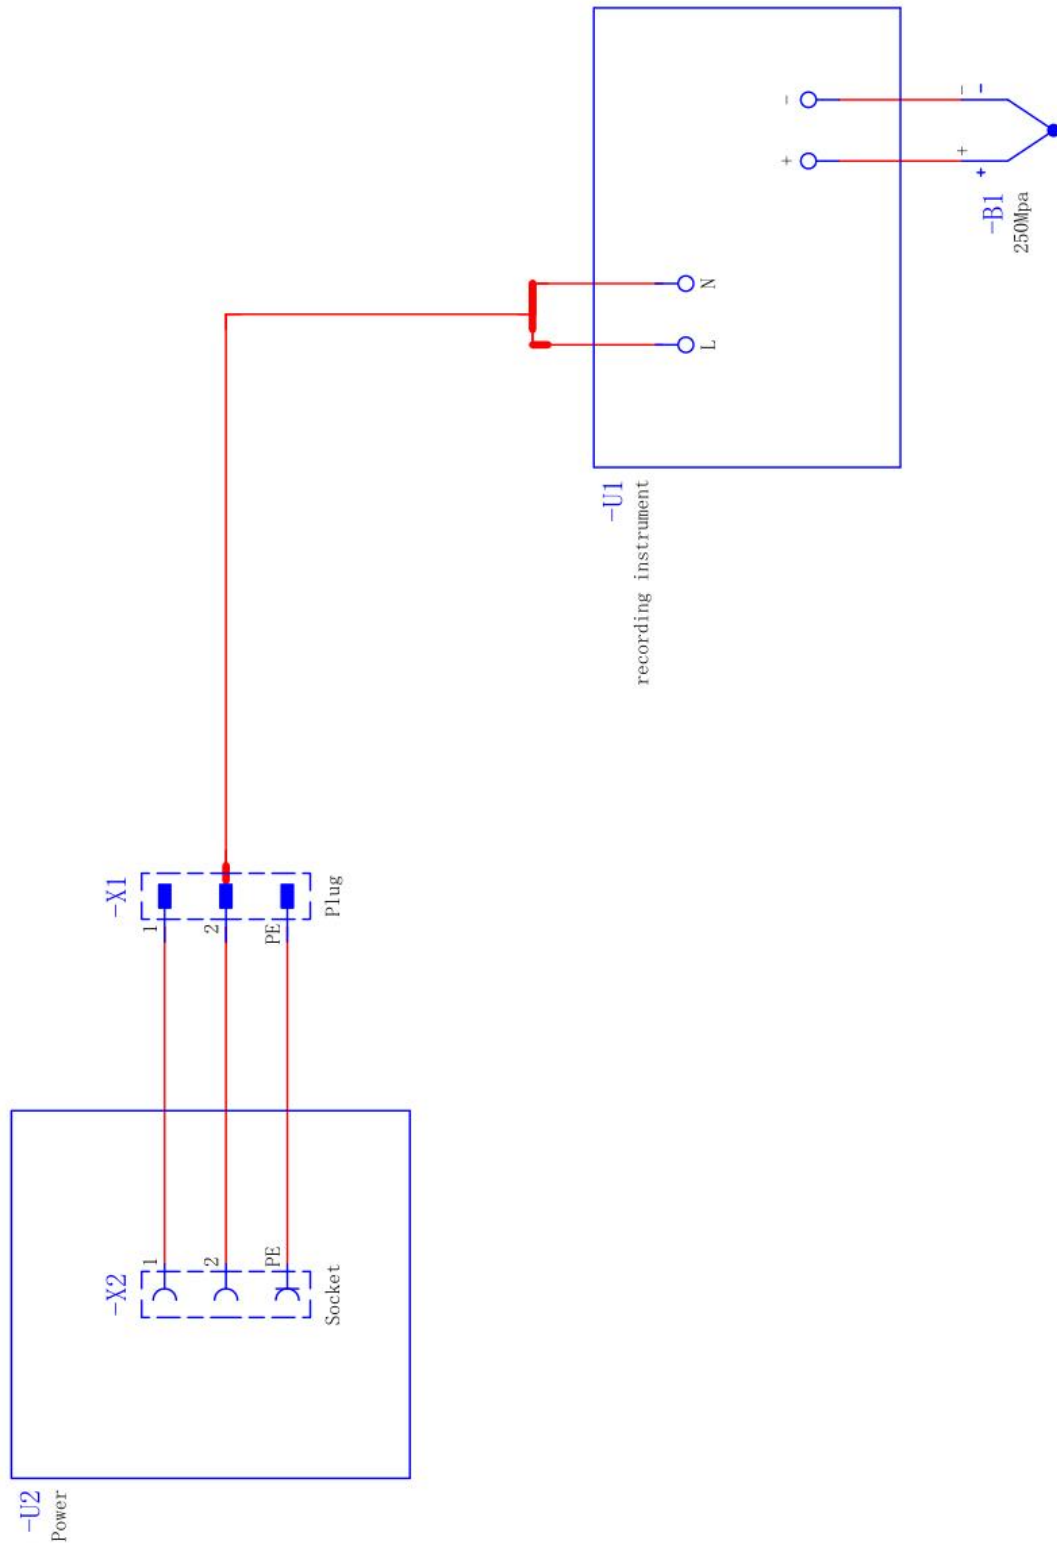 -U2
Power
-X2
1
2
PE
Socket
-X1
1
2
PE
Plug
-U1
recording instrument
L
N
+
-
+
-
+
-
-B1
250Mpa